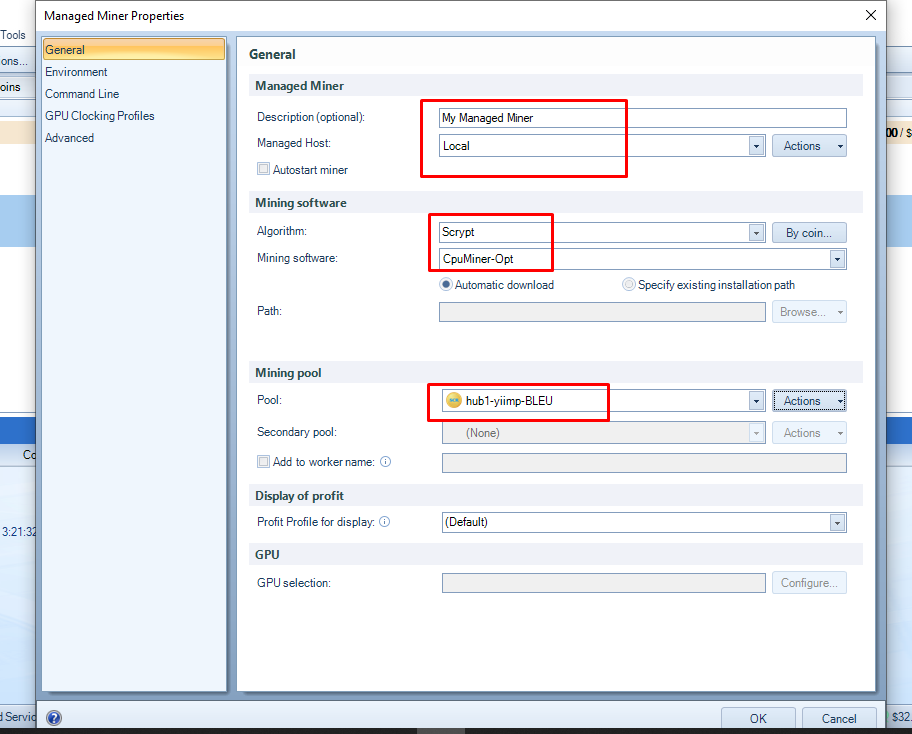 Managed Miner Properties
Tools
ons...
oins
General
Environment
Command Line
GPU Clocking Profiles
Advanced
General
Managed Miner
Description (optional): My Managed Miner
Managed Host: Local Actions
Autostart miner
Mining software
Algorithm: Scrypt By coin...
Mining software: CpuMiner-Opt
Automatic download Specify existing installation path
Path: Browse...
Mining pool
Pool: hub1-yiimp-BLEU Actions
Secondary pool: (None) Actions
Add to worker name:
Display of profit
Profit Profile for display: (Default)
GPU
GPU selection: Configure...
00 / $
Co
3:21:32
d Servic
?
OK Cancel
$32.